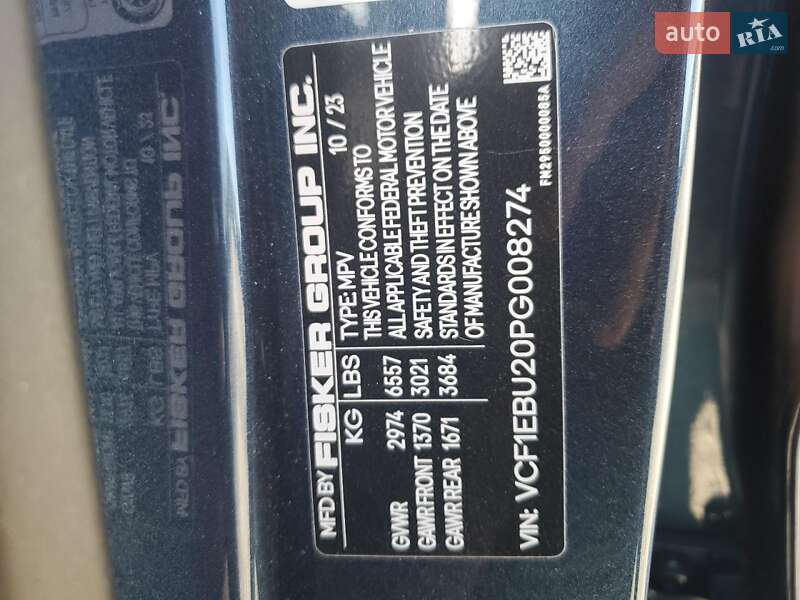 MFD BY FISKER GROUP INC.
10 / 23
KG LBS TYPE: MPV
GVWR 2974 6557
GAWR FRONT 1370 3021
GAWR REAR 1671 3684
THIS VEHICLE CONFORMS TO
ALL APPLICABLE FEDERAL MOTOR VEHICLE
SAFETY AND THEFT PREVENTION
STANDARDS IN EFFECT ON THE DATE
OF MANUFACTURE SHOWN ABOVE
VIN: VCF1EBU20PG008274
FM2960000085A
auto RIA
.com